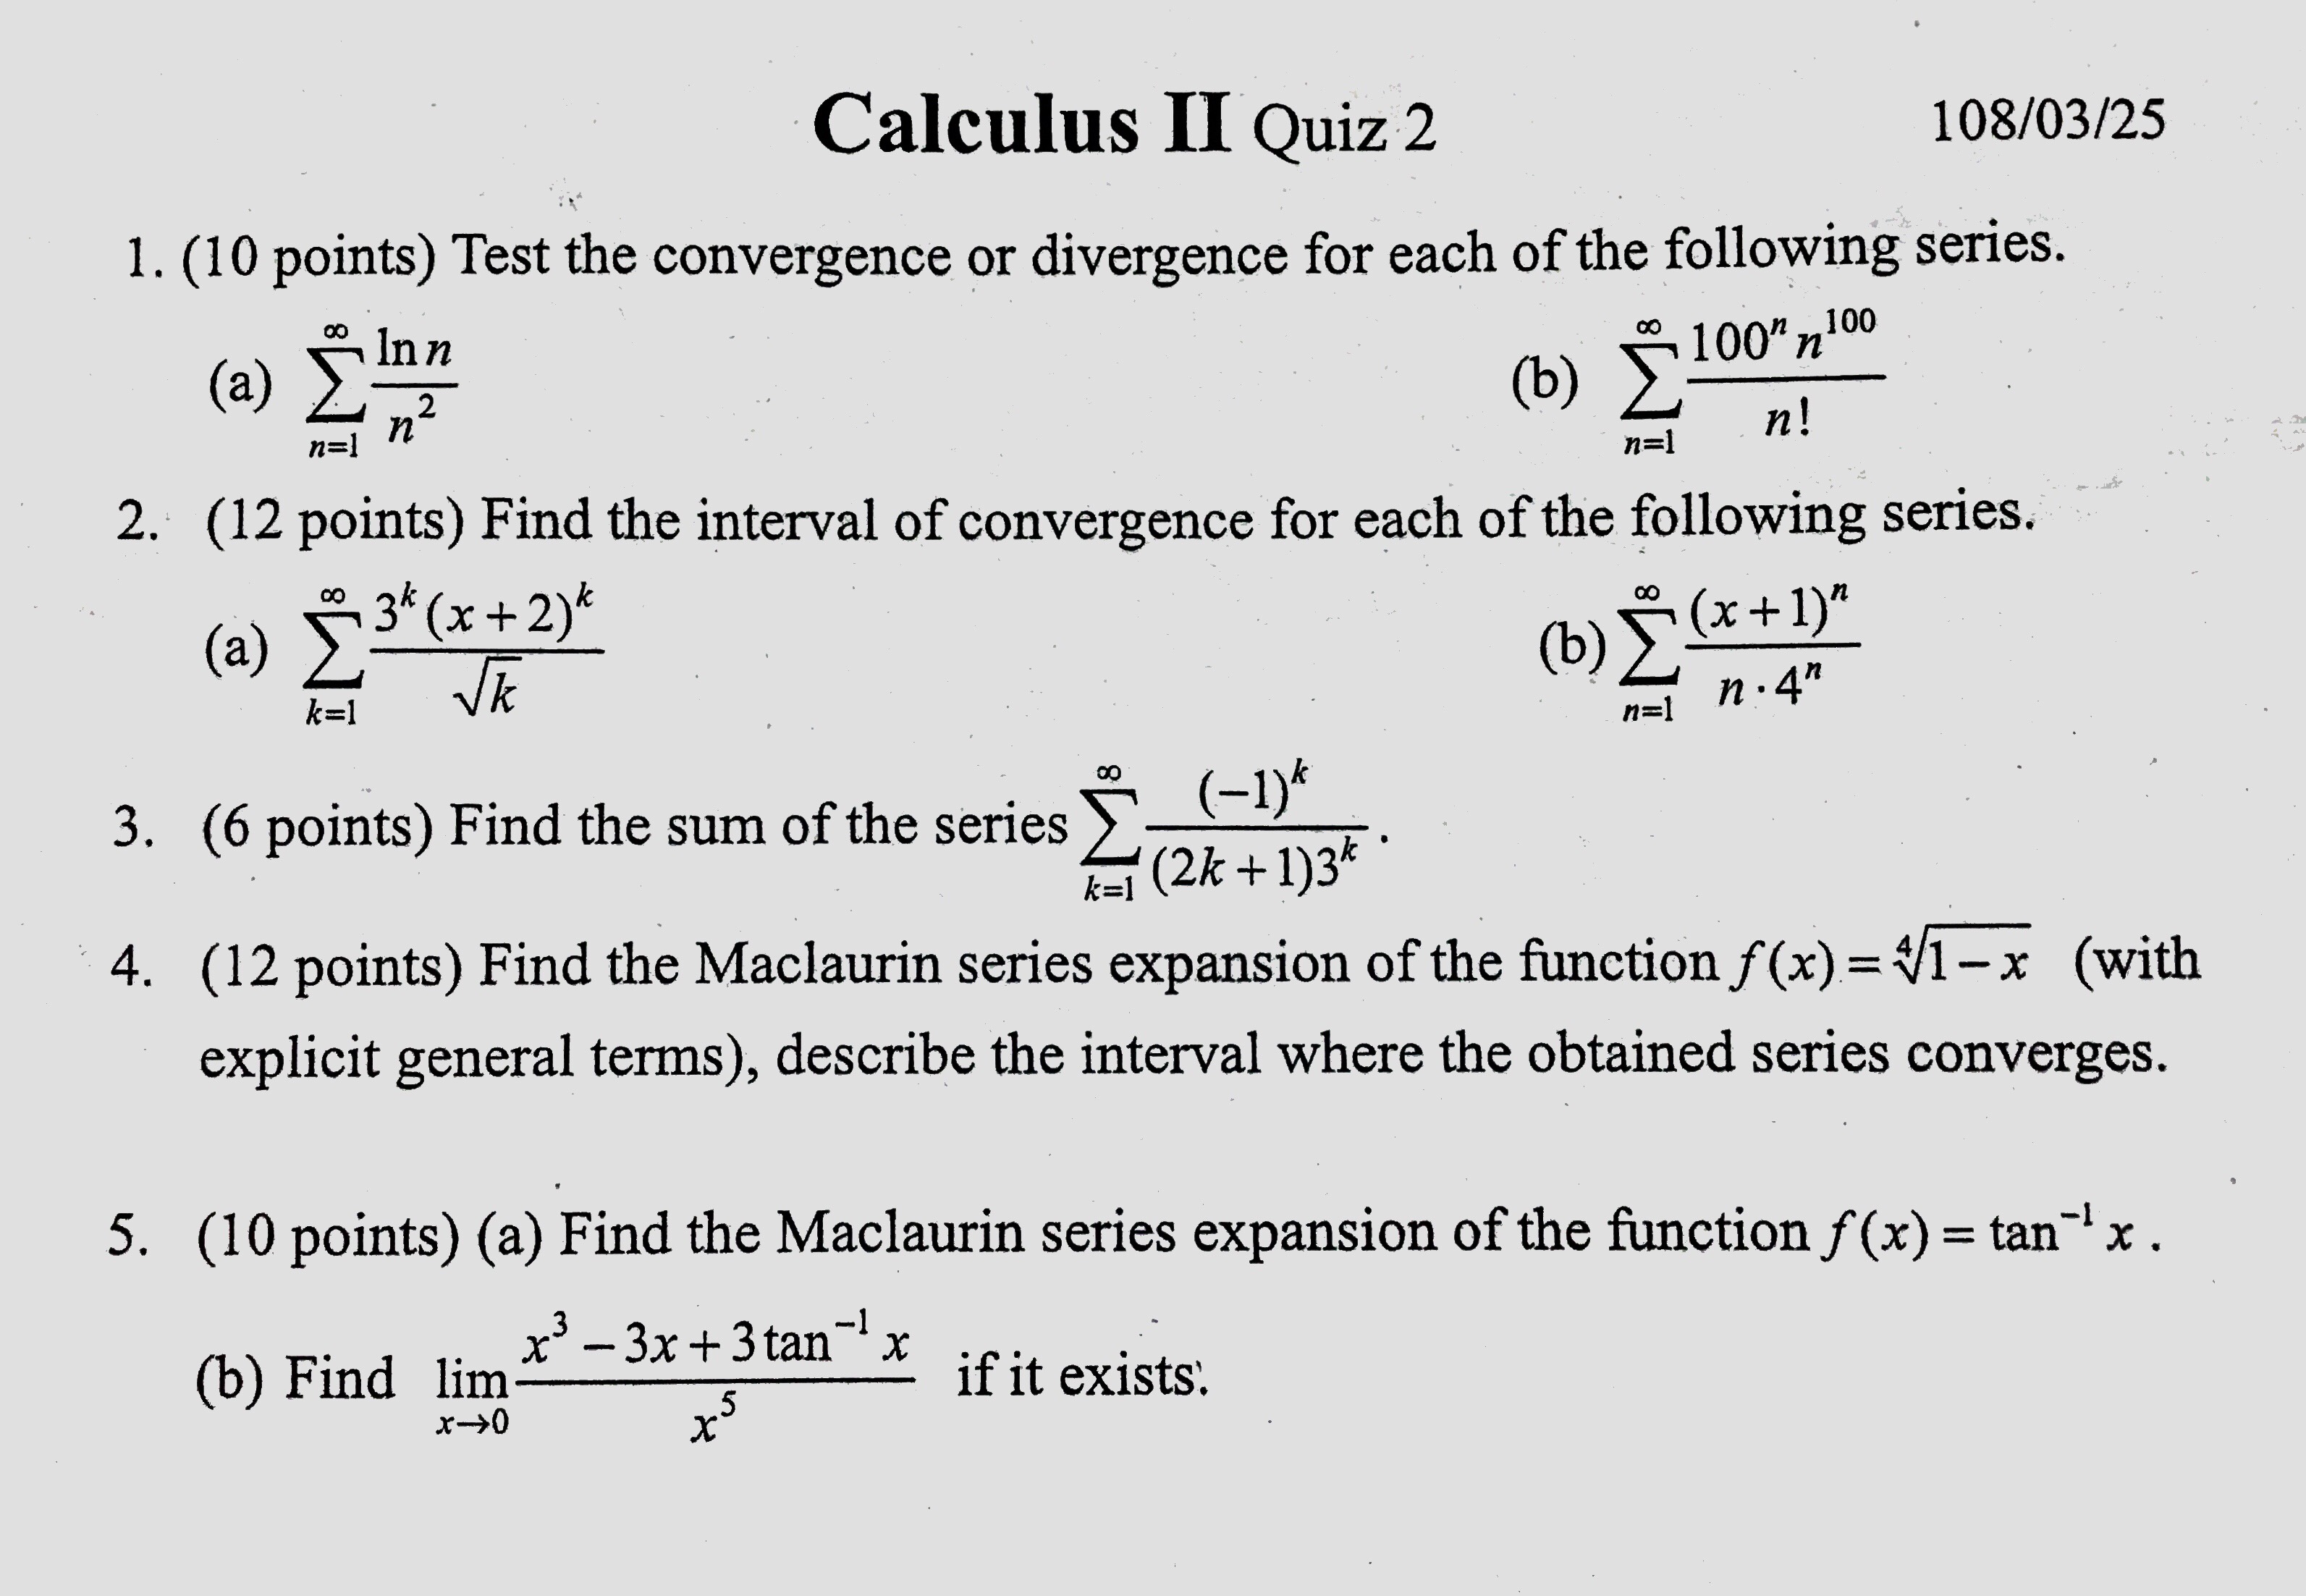 Calculus II Quiz 2 108/03/25
1. (10 points) Test the convergence or divergence for each of the following series.
(a) $\sum_{n=1}^{\infty} \frac{\ln n}{n^2}$ (b) $\sum_{n=1}^{\infty} \frac{100^n n^{100}}{n!}$
2. (12 points) Find the interval of convergence for each of the following series.
(a) $\sum_{k=1}^{\infty} \frac{3^k (x+2)^k}{\sqrt{k}}$ (b) $\sum_{n=1}^{\infty} \frac{(x+1)^n}{n \cdot 4^n}$
3. (6 points) Find the sum of the series $\sum_{k=1}^{\infty} \frac{(-1)^k}{(2k+1)3^k}$.
4. (12 points) Find the Maclaurin series expansion of the function $f(x) = \sqrt[4]{1-x}$ (with
explicit general terms), describe the interval where the obtained series converges.
5. (10 points) (a) Find the Maclaurin series expansion of the function $f(x) = \tan^{-1} x$.
(b) Find $\lim_{x \to 0} \frac{x^3 - 3x + 3\tan^{-1} x}{x^5}$ if it exists.